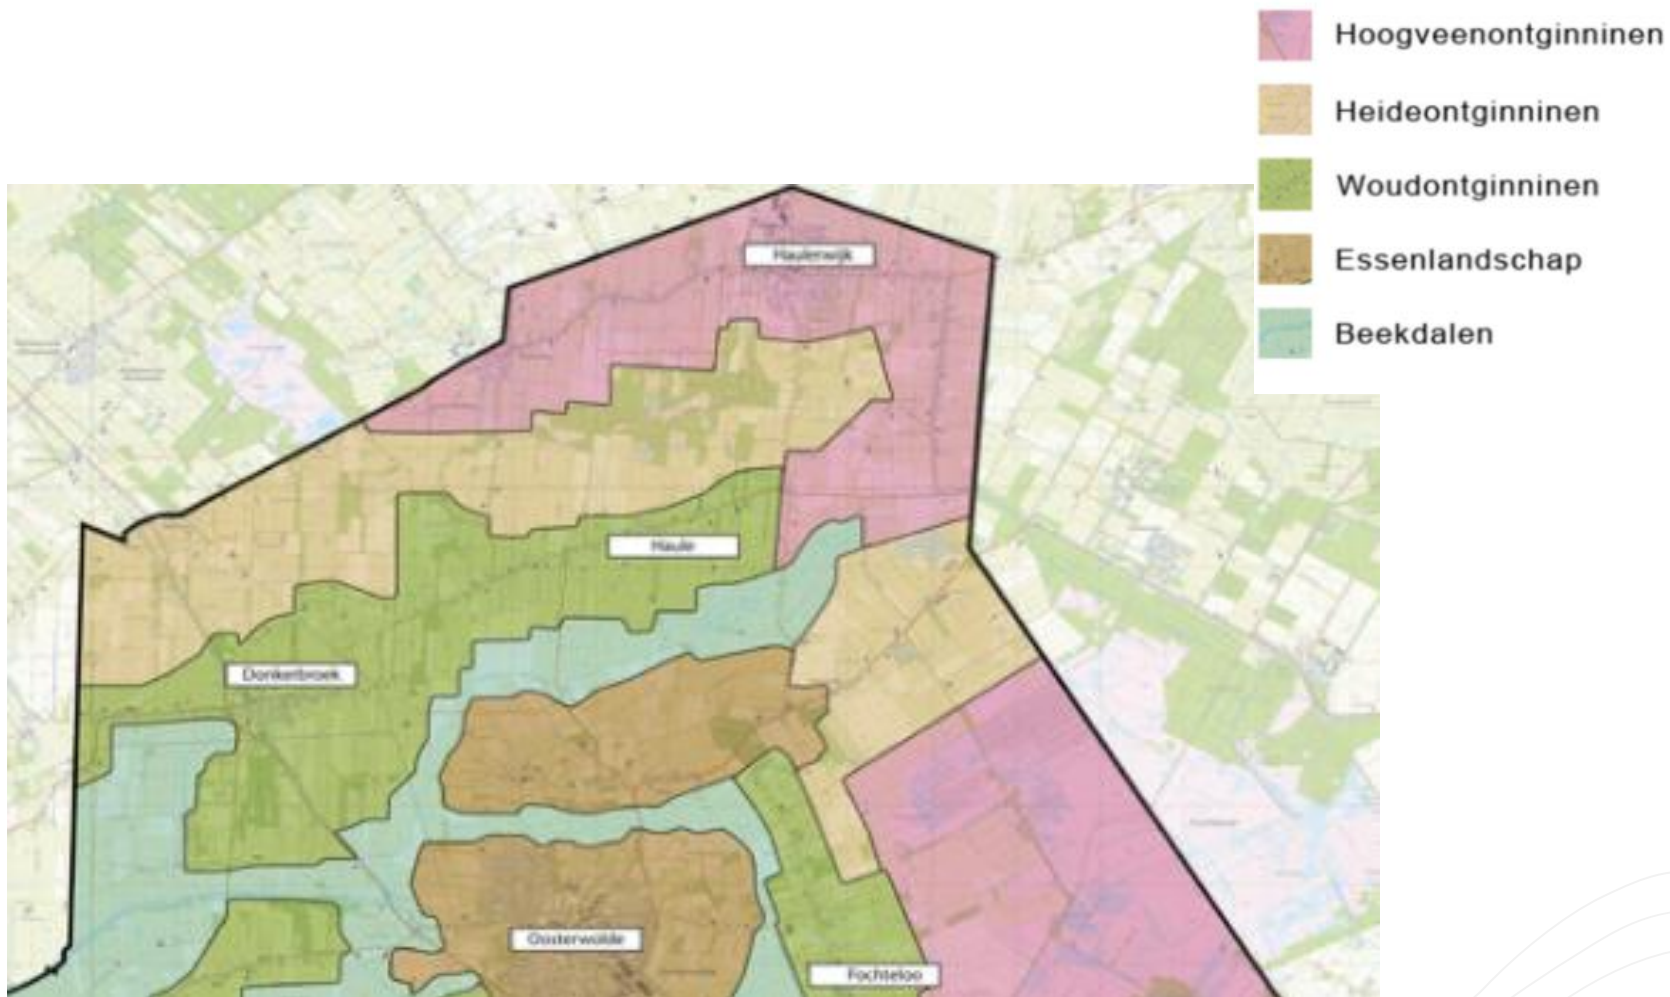 Hoogveenontginninen
Heideontginninen
Woudontginninen
Essenlandschap
Beekdalen
Haulerwijk
Haule
Donkerbroek
Oosterwolde
Fochteloo